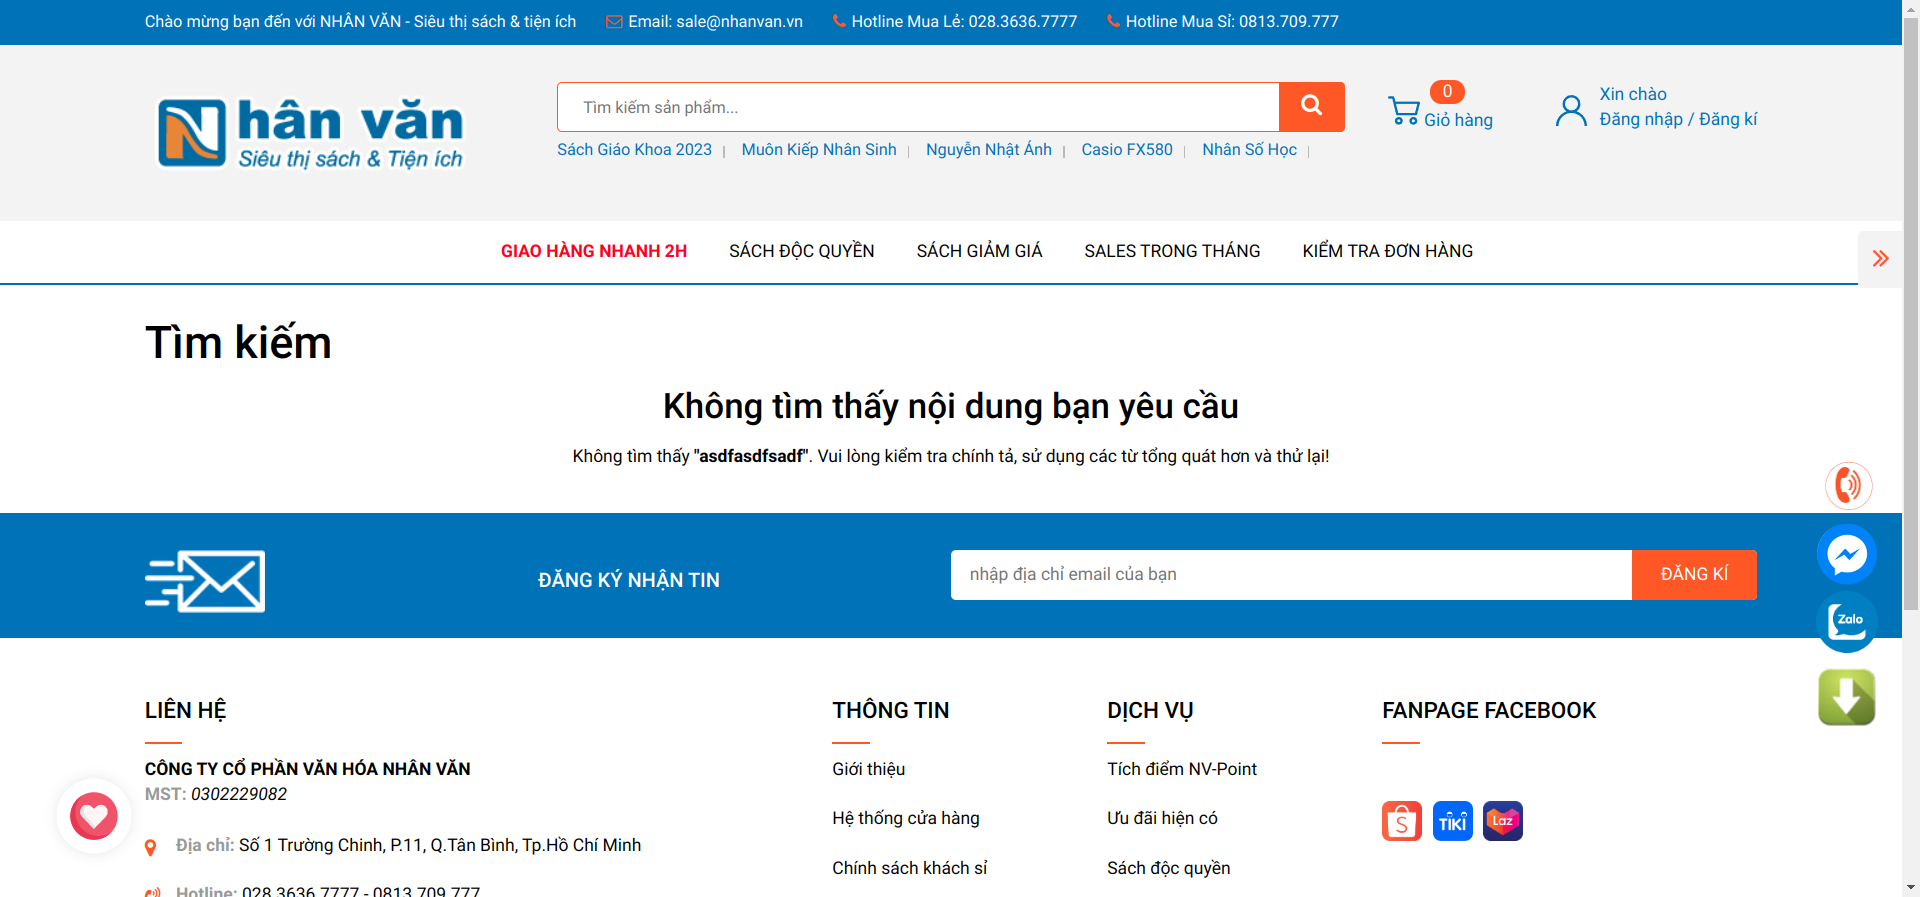 Chào mừng bạn đến với NHÂN VĂN - Siêu thị sách & tiện ích Email: sale@nhanvan.vn Hotline Mua Lẻ: 028.3636.7777 Hotline Mua Sỉ: 0813.709.777
N hân văn
Siêu thị sách & Tiện ích
Tìm kiếm sản phẩm...
0
Giỏ hàng
Xin chào
Đăng nhập / Đăng kí
Sách Giáo Khoa 2023 | Muôn Kiếp Nhân Sinh | Nguyễn Nhật Ánh | Casio FX580 | Nhân Số Học |
GIAO HÀNG NHANH 2H SÁCH ĐỘC QUYỀN SÁCH GIẢM GIÁ SALES TRONG THÁNG KIỂM TRA ĐƠN HÀNG
Tìm kiếm
Không tìm thấy nội dung bạn yêu cầu
Không tìm thấy "asdfasdfsadf". Vui lòng kiểm tra chính tả, sử dụng các từ tổng quát hơn và thử lại!
ĐĂNG KÝ NHẬN TIN
nhập địa chỉ email của bạn
ĐĂNG KÍ
Zalo
LIÊN HỆ
CÔNG TY CỔ PHẦN VĂN HÓA NHÂN VĂN
MST: 0302229082
Địa chỉ: Số 1 Trường Chinh, P.11, Q.Tân Bình, Tp.Hồ Chí Minh
Hotline: 028.3636.7777 - 0813.709.777
THÔNG TIN
Giới thiệu
Hệ thống cửa hàng
Chính sách khách sỉ
DỊCH VỤ
Tích điểm NV-Point
Ưu đãi hiện có
Sách độc quyền
FANPAGE FACEBOOK
S
TIKI
Laz